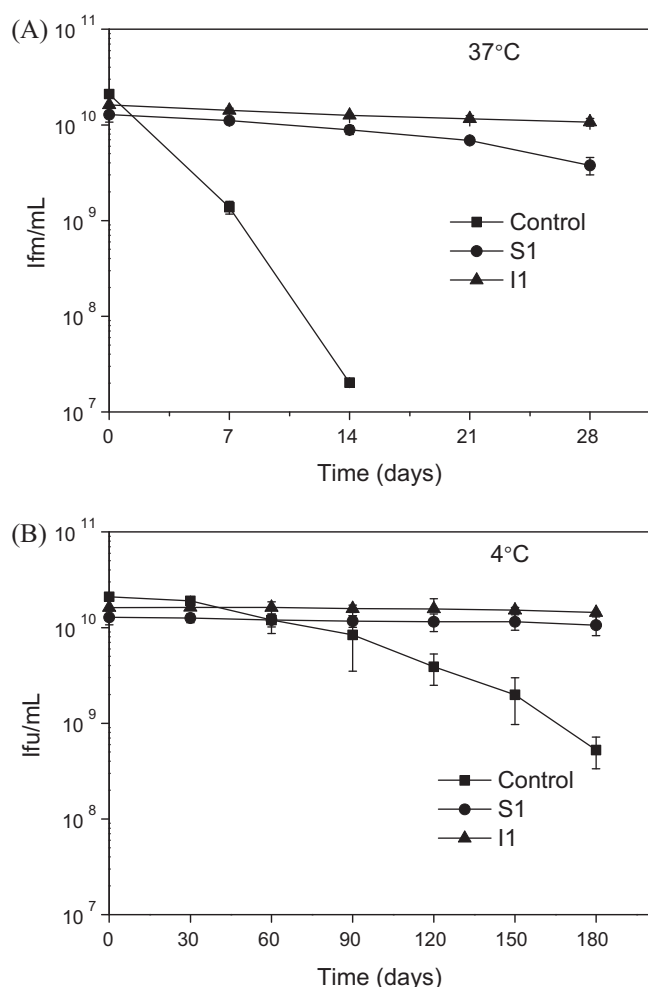 (A)
37°C
10 11
10 10
10 9
10 8
10 7
Ifm/mL
Control
S1
I1
0 7 14 21 28
Time (days)
(B)
4°C
10 11
10 10
10 9
10 8
10 7
Ifu/mL
Control
S1
I1
0 30 60 90 120 150 180
Time (days)